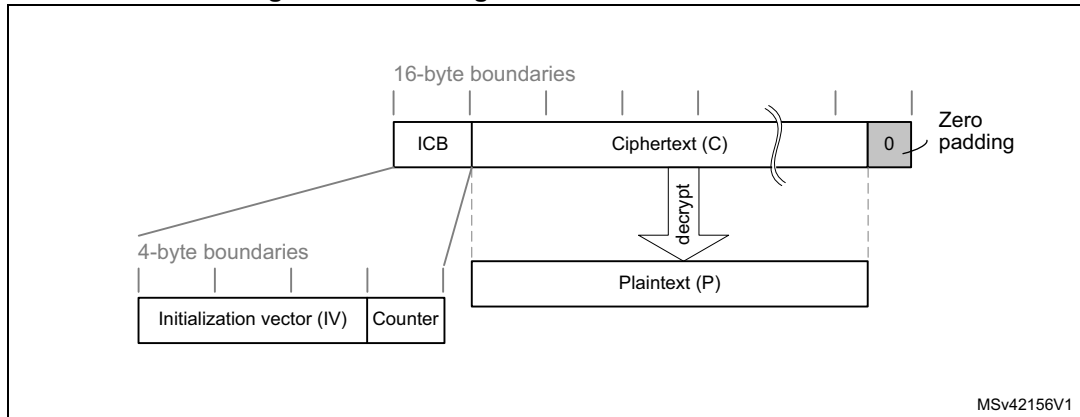 16-byte boundaries
ICB
Ciphertext (C)
0
Zero
padding
decrypt
4-byte boundaries
Plaintext (P)
Initialization vector (IV)
Counter
MSv42156V1